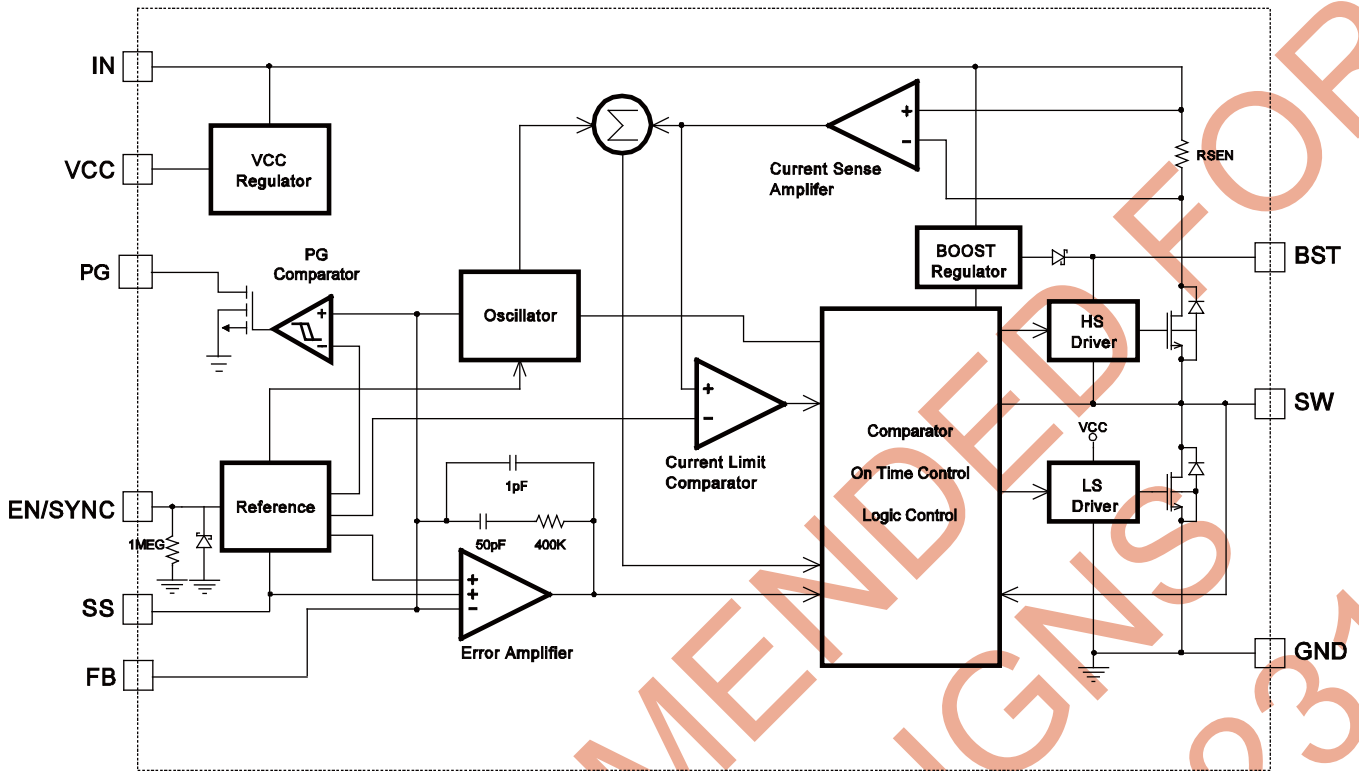 IN
VCC
VCC
Regulator
Σ
+
−
Current Sense
Amplifer
RSEN
BOOST
Regulator
BST
PG
PG
Comparator
+
−
Oscillator
HS
Driver
+
−
Current Limit
Comparator
Comparator
On Time Control
Logic Control
SW
VCC
LS
Driver
EN/SYNC
1MEG
Reference
1pF
50pF
400K
+
+
−
Error Amplifier
SS
FB
GND
MENDED FOR
IGNS